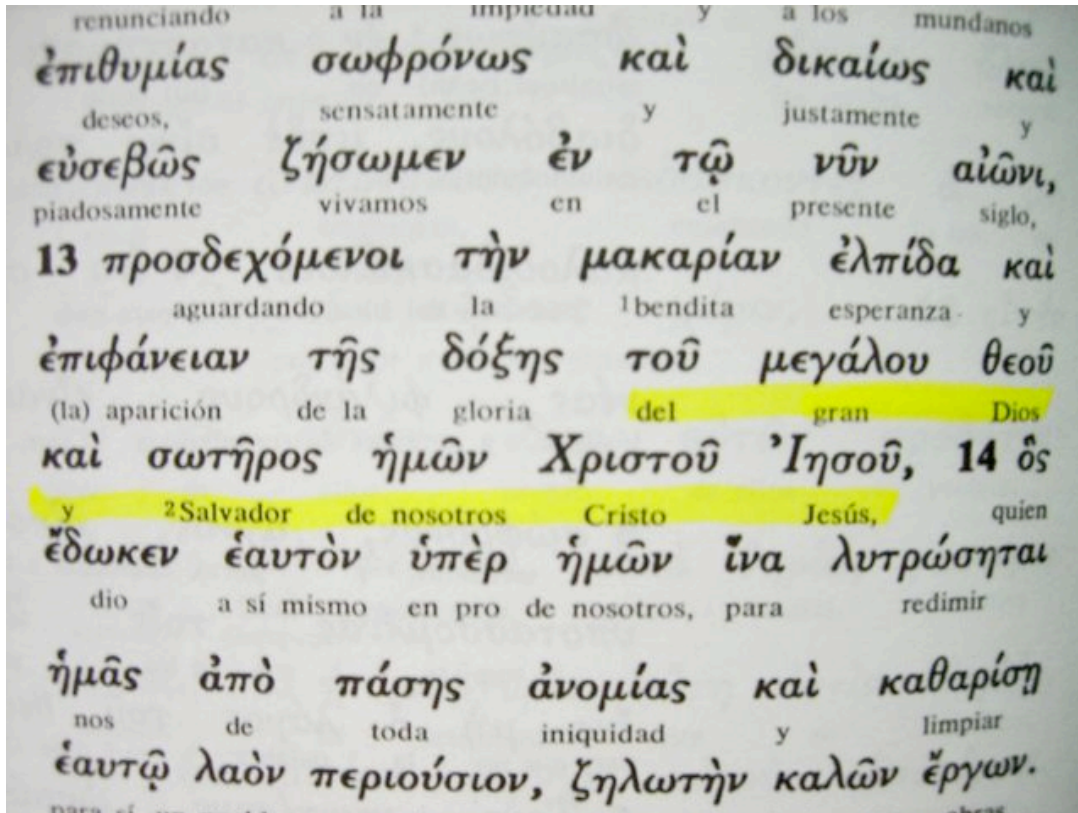 renunciando a la impiedad y a los mundanos
ἐπιθυμίας σωφρόνως καὶ δικαίως καὶ
deseos, sensatamente y justamente y
εὐσεβῶς ζήσωμεν ἐν τῷ νῦν αἰῶνι,
piadosamente vivamos en el presente siglo,
13 προσδεχόμενοι τὴν μακαρίαν ἐλπίδα καὶ
aguardando la ¹bendita esperanza y
ἐπιφάνειαν τῆς δόξης τοῦ μεγάλου θεοῦ
(la) aparición de la gloria del gran Dios
καὶ σωτῆρος ἡμῶν Χριστοῦ Ἰησοῦ, 14 ὃς
y ²Salvador de nosotros Cristo Jesús, quien
ἔδωκεν ἑαυτὸν ὑπὲρ ἡμῶν ἵνα λυτρώσηται
dio a sí mismo en pro de nosotros, para redimir
ἡμᾶς ἀπὸ πάσης ἀνομίας καὶ καθαρίσῃ
nos de toda iniquidad y limpiar
ἑαυτῷ λαὸν περιούσιον, ζηλωτὴν καλῶν ἔργων.
para sí un obras